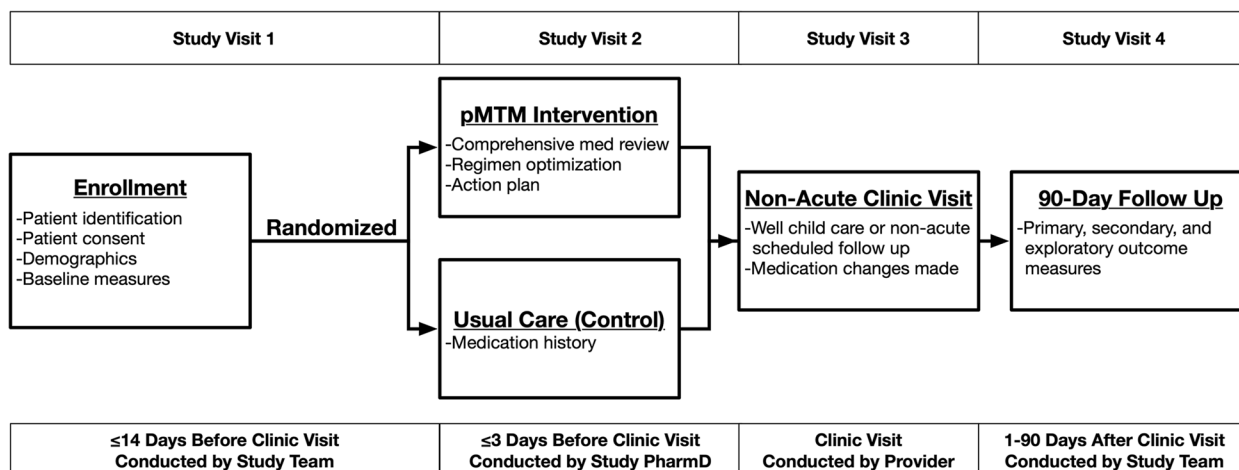 Study Visit 1
Study Visit 2
Study Visit 3
Study Visit 4
Enrollment
-Patient identification
-Patient consent
-Demographics
-Baseline measures
Randomized
pMTM Intervention
-Comprehensive med review
-Regimen optimization
-Action plan
Usual Care (Control)
-Medication history
Non-Acute Clinic Visit
-Well child care or non-acute
scheduled follow up
-Medication changes made
90-Day Follow Up
-Primary, secondary, and
exploratory outcome
measures
≤14 Days Before Clinic Visit
Conducted by Study Team
≤3 Days Before Clinic Visit
Conducted by Study PharmD
Clinic Visit
Conducted by Provider
1-90 Days After Clinic Visit
Conducted by Study Team